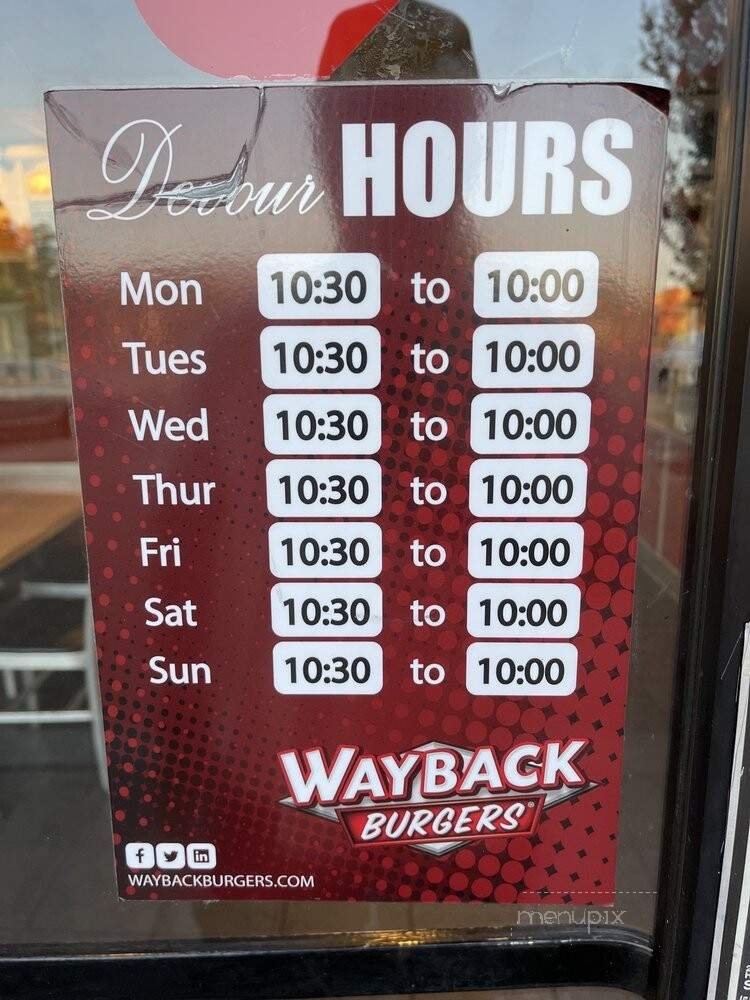 Devour HOURS
Mon 10:30 to 10:00
Tues 10:30 to 10:00
Wed 10:30 to 10:00
Thur 10:30 to 10:00
Fri 10:30 to 10:00
Sat 10:30 to 10:00
Sun 10:30 to 10:00
WAYBACK
BURGERS®
WAYBACKBURGERS.COM
menupix